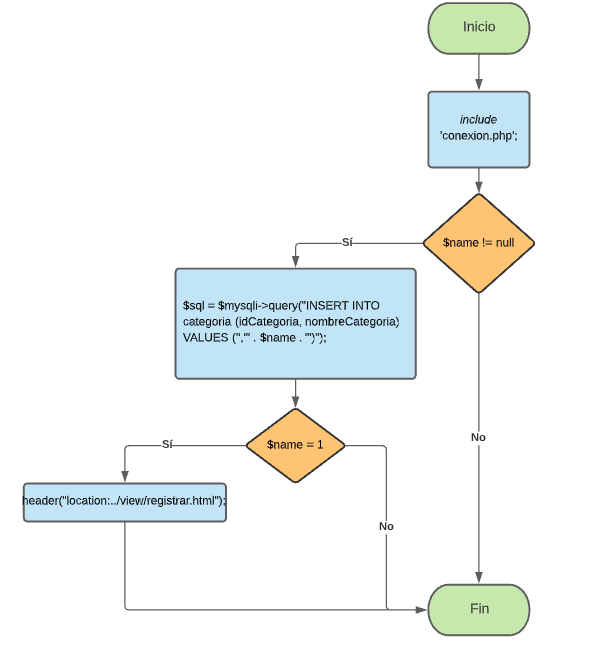 Inicio
include
'conexion.php';
$name != null
Sí
$sql = $mysqli->query("INSERT INTO
categoria (idCategoria, nombreCategoria)
VALUES ('','" . $name . "')");
No
$name = 1
Sí
header("location:../view/registrar.html");
No
Fin